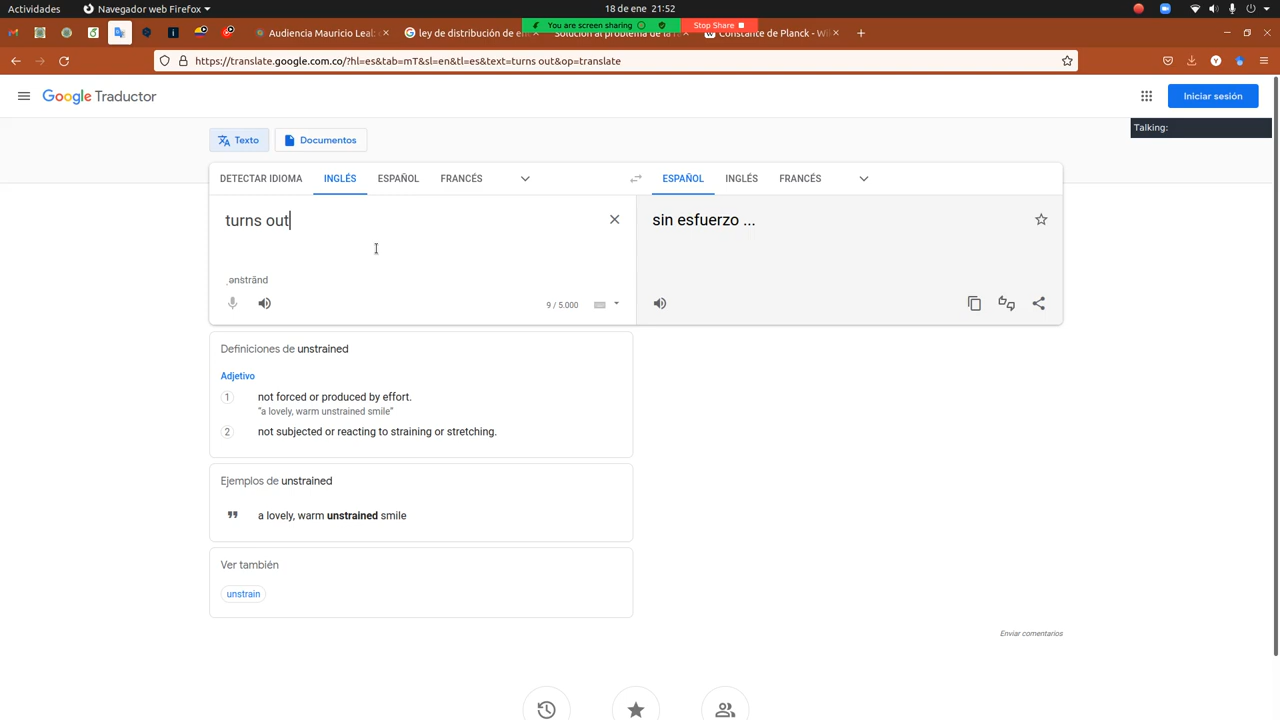 Actividades
Navegador web Firefox
18 de ene 21:52
You are screen sharing
Stop Share
Audiencia Mauricio Leal:
ley de distribución de en
Solución al problema de la r
Constante de Planck - Wi
https://translate.google.com.co/?hl=es&tab=mT&sl=en&tl=es&text=turns out&op=translate
Google Traductor
Iniciar sesión
Talking:
Texto
Documentos
DETECTAR IDIOMA INGLÉS ESPAÑOL FRANCÉS
ESPAÑOL INGLÉS FRANCÉS
turns out
sin esfuerzo ...
ˌənstrānd
9 / 5.000
Definiciones de unstrained
Adjetivo
1 not forced or produced by effort.
"a lovely, warm unstrained smile"
2 not subjected or reacting to straining or stretching.
Ejemplos de unstrained
a lovely, warm unstrained smile
Ver también
unstrain
Enviar comentarios